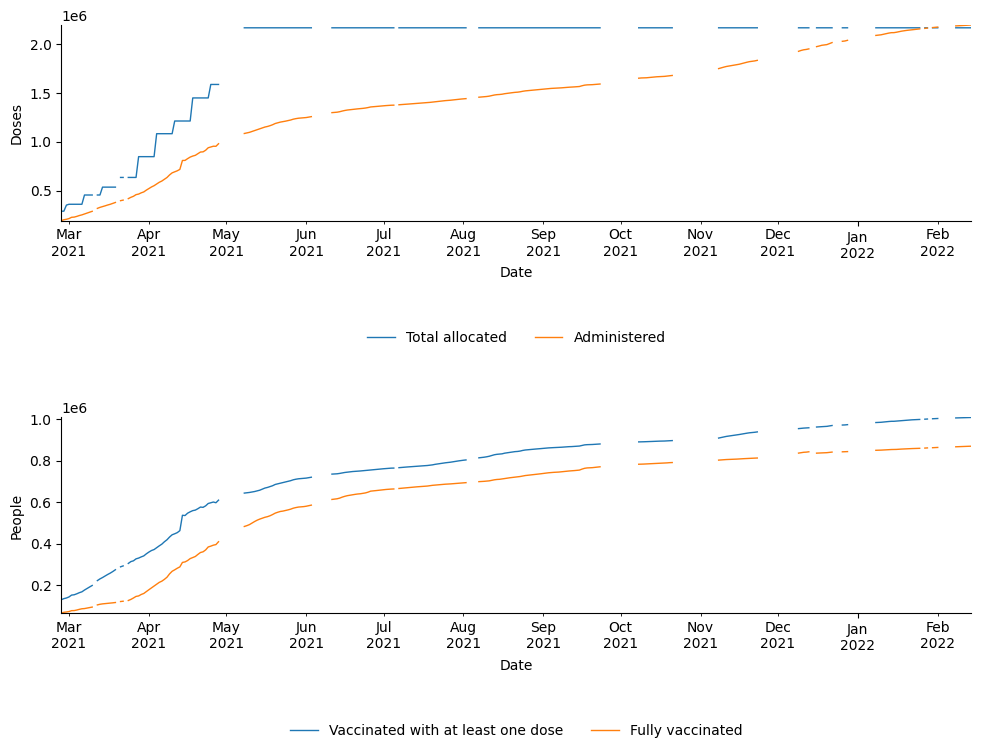 1e6
2.0
1.5
1.0
0.5
Doses
Mar Apr May Jun Jul Aug Sep Oct Nov Dec Jan Feb
2021 2021 2021 2021 2021 2021 2021 2021 2021 2021 2022 2022
Date
Total allocated Administered
1e6
1.0
0.8
0.6
0.4
0.2
People
Mar Apr May Jun Jul Aug Sep Oct Nov Dec Jan Feb
2021 2021 2021 2021 2021 2021 2021 2021 2021 2021 2022 2022
Date
Vaccinated with at least one dose Fully vaccinated